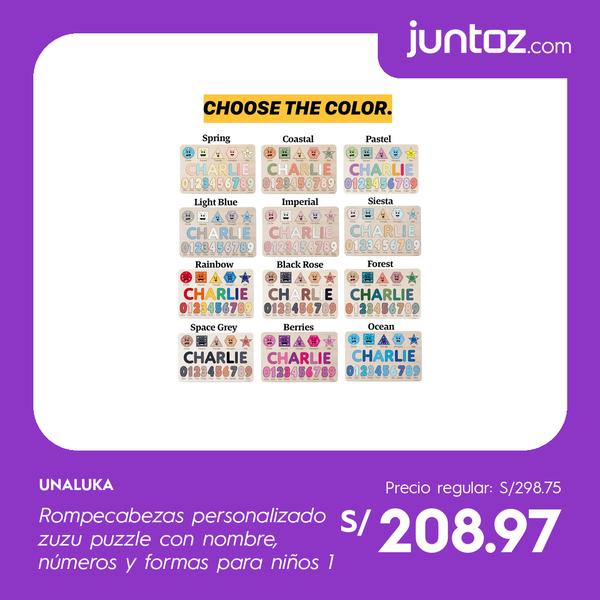 juntoz.com
CHOOSE THE COLOR.
Spring Coastal Pastel
CHARLIE CHARLIE CHARLIE
0123456789 0123456789 0123456789
Light Blue Imperial Siesta
CHARLIE CHARLIE CHARLIE
0123456789 0123456789 0123456789
Rainbow Black Rose Forest
CHARLIE CHARLIE CHARLIE
0123456789 0123456789 0123456789
Space Grey Berries Ocean
CHARLIE CHARLIE CHARLIE
0123456789 0123456789 0123456789
UNALUKA
Precio regular: S/298.75
Rompecabezas personalizado
zuzu puzzle con nombre,
números y formas para niños 1
S/ 208.97